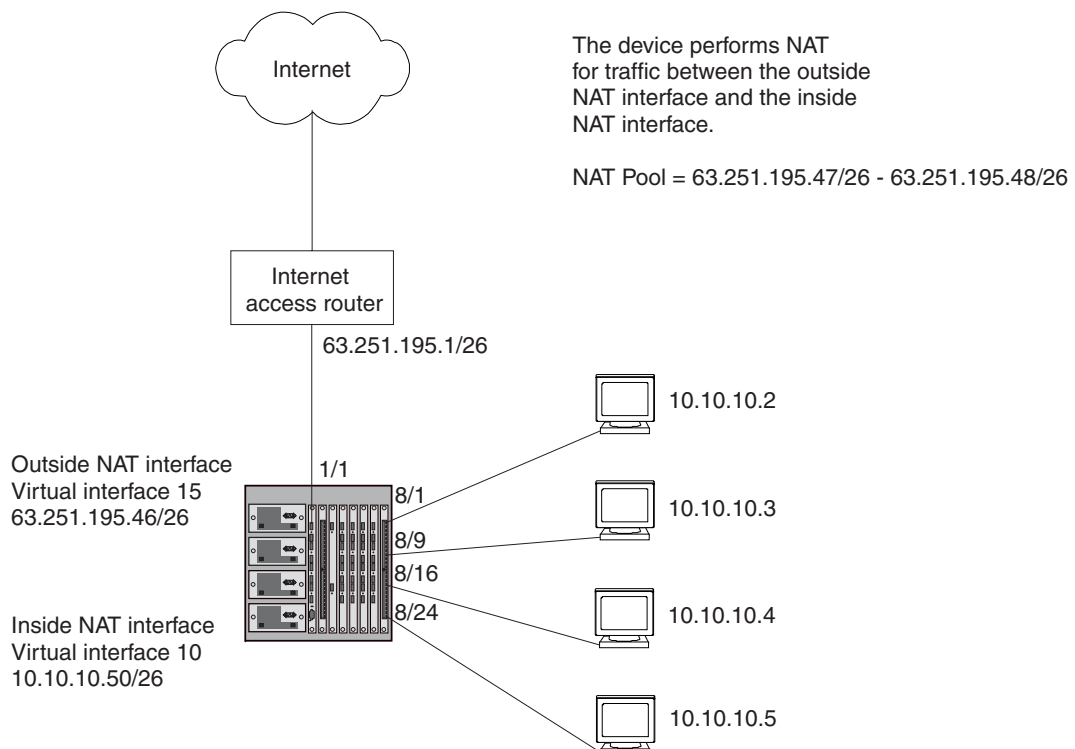 Internet
The device performs NAT
for traffic between the outside
NAT interface and the inside
NAT interface.
NAT Pool = 63.251.195.47/26 - 63.251.195.48/26
Internet
access router
63.251.195.1/26
10.10.10.2
Outside NAT interface
Virtual interface 15
63.251.195.46/26
1/1
8/1
10.10.10.3
8/9
8/16
8/24
10.10.10.4
Inside NAT interface
Virtual interface 10
10.10.10.50/26
10.10.10.5